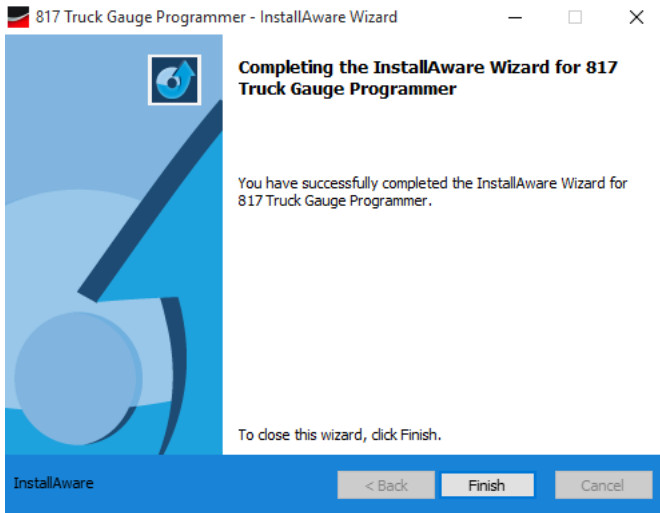 817 Truck Gauge Programmer - InstallAware Wizard
Completing the InstallAware Wizard for 817
Truck Gauge Programmer
You have successfully completed the InstallAware Wizard for
817 Truck Gauge Programmer.
To close this wizard, click Finish.
InstallAware
< Back
Finish
Cancel